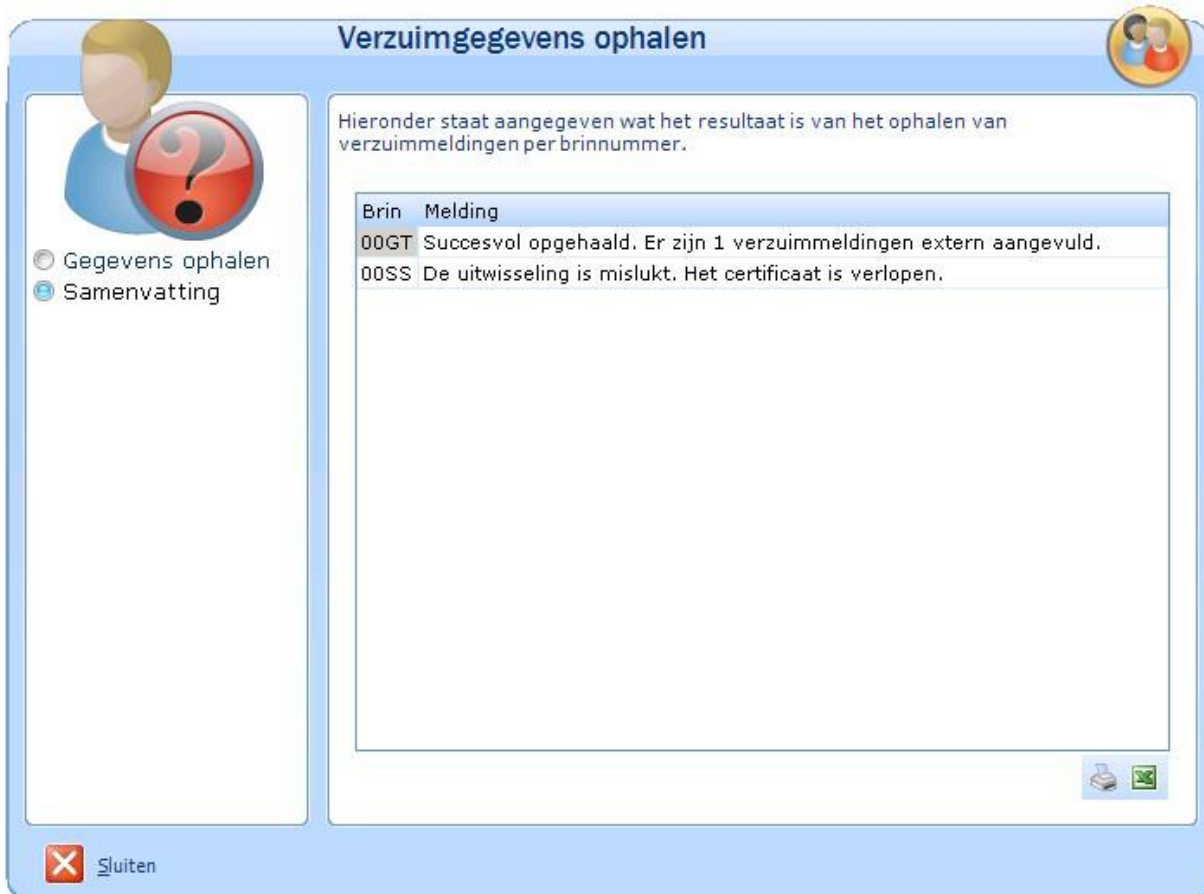 Verzuimgegevens ophalen
Gegevens ophalen
Samenvatting
Hieronder staat aangegeven wat het resultaat is van het ophalen van
verzuimmeldingen per brinnummer.
Brin Melding
00GT Succesvol opgehaald. Er zijn 1 verzuimmeldingen extern aangevuld.
00SS De uitwisseling is mislukt. Het certificaat is verlopen.
Sluiten